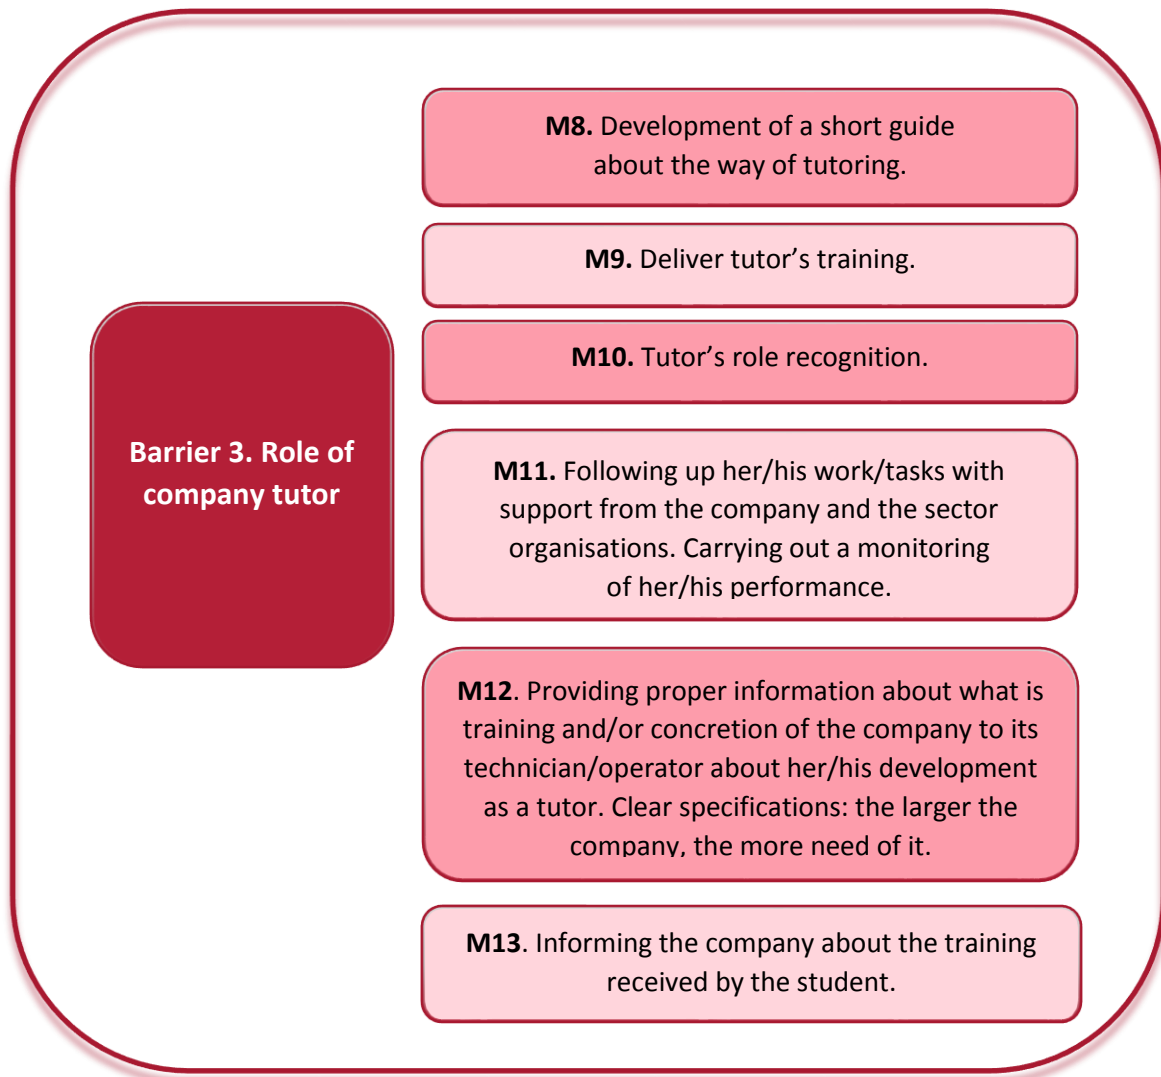 M8. Development of a short guide
about the way of tutoring.
M9. Deliver tutor’s training.
M10. Tutor’s role recognition.
Barrier 3. Role of
company tutor
M11. Following up her/his work/tasks with
support from the company and the sector
organisations. Carrying out a monitoring
of her/his performance.
M12. Providing proper information about what is
training and/or concretion of the company to its
technician/operator about her/his development
as a tutor. Clear specifications: the larger the
company, the more need of it.
M13. Informing the company about the training
received by the student.